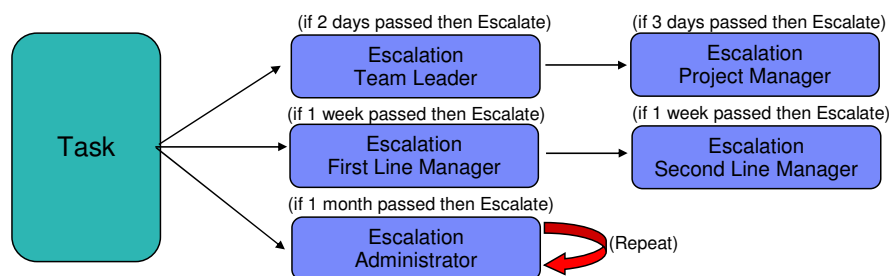 (if 2 days passed then Escalate)
(if 3 days passed then Escalate)
Escalation
Team Leader
Escalation
Project Manager
(if 1 week passed then Escalate)
(if 1 week passed then Escalate)
Task
Escalation
First Line Manager
Escalation
Second Line Manager
(if 1 month passed then Escalate)
Escalation
Administrator
(Repeat)